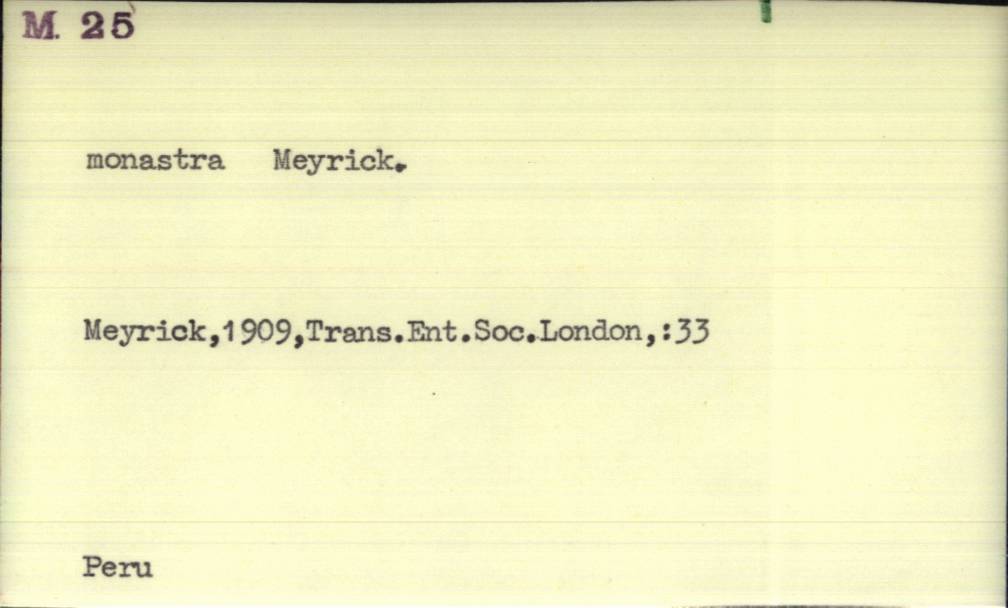 M. 25
monastra Meyrick.
Meyrick,1909,Trans.Ent.Soc.London,:33
Peru